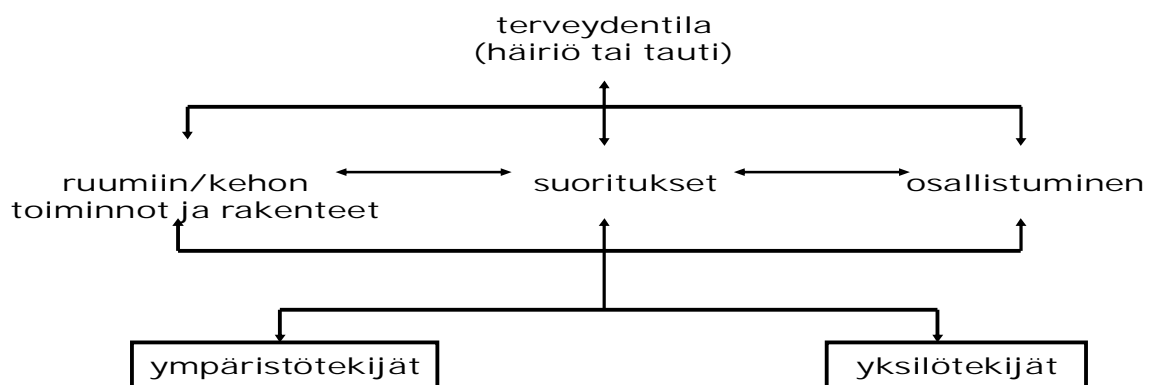 terveydentila
(häiriö tai tauti)
ruumiin/kehon
toiminnot ja rakenteet
suoritukset
osallistuminen
ympäristötekijät
yksilötekijät